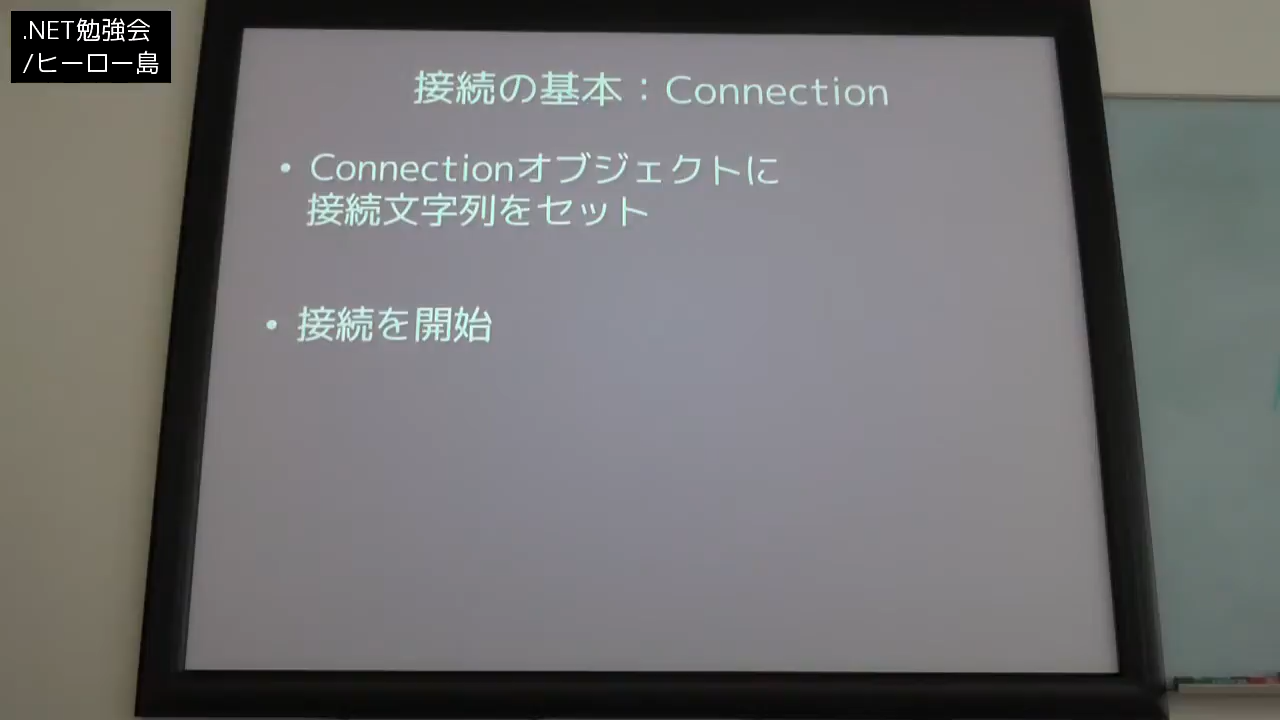 .NET勉強会
/ヒーロー島
接続の基本：Connection
• Connectionオブジェクトに
接続文字列をセット
• 接続を開始